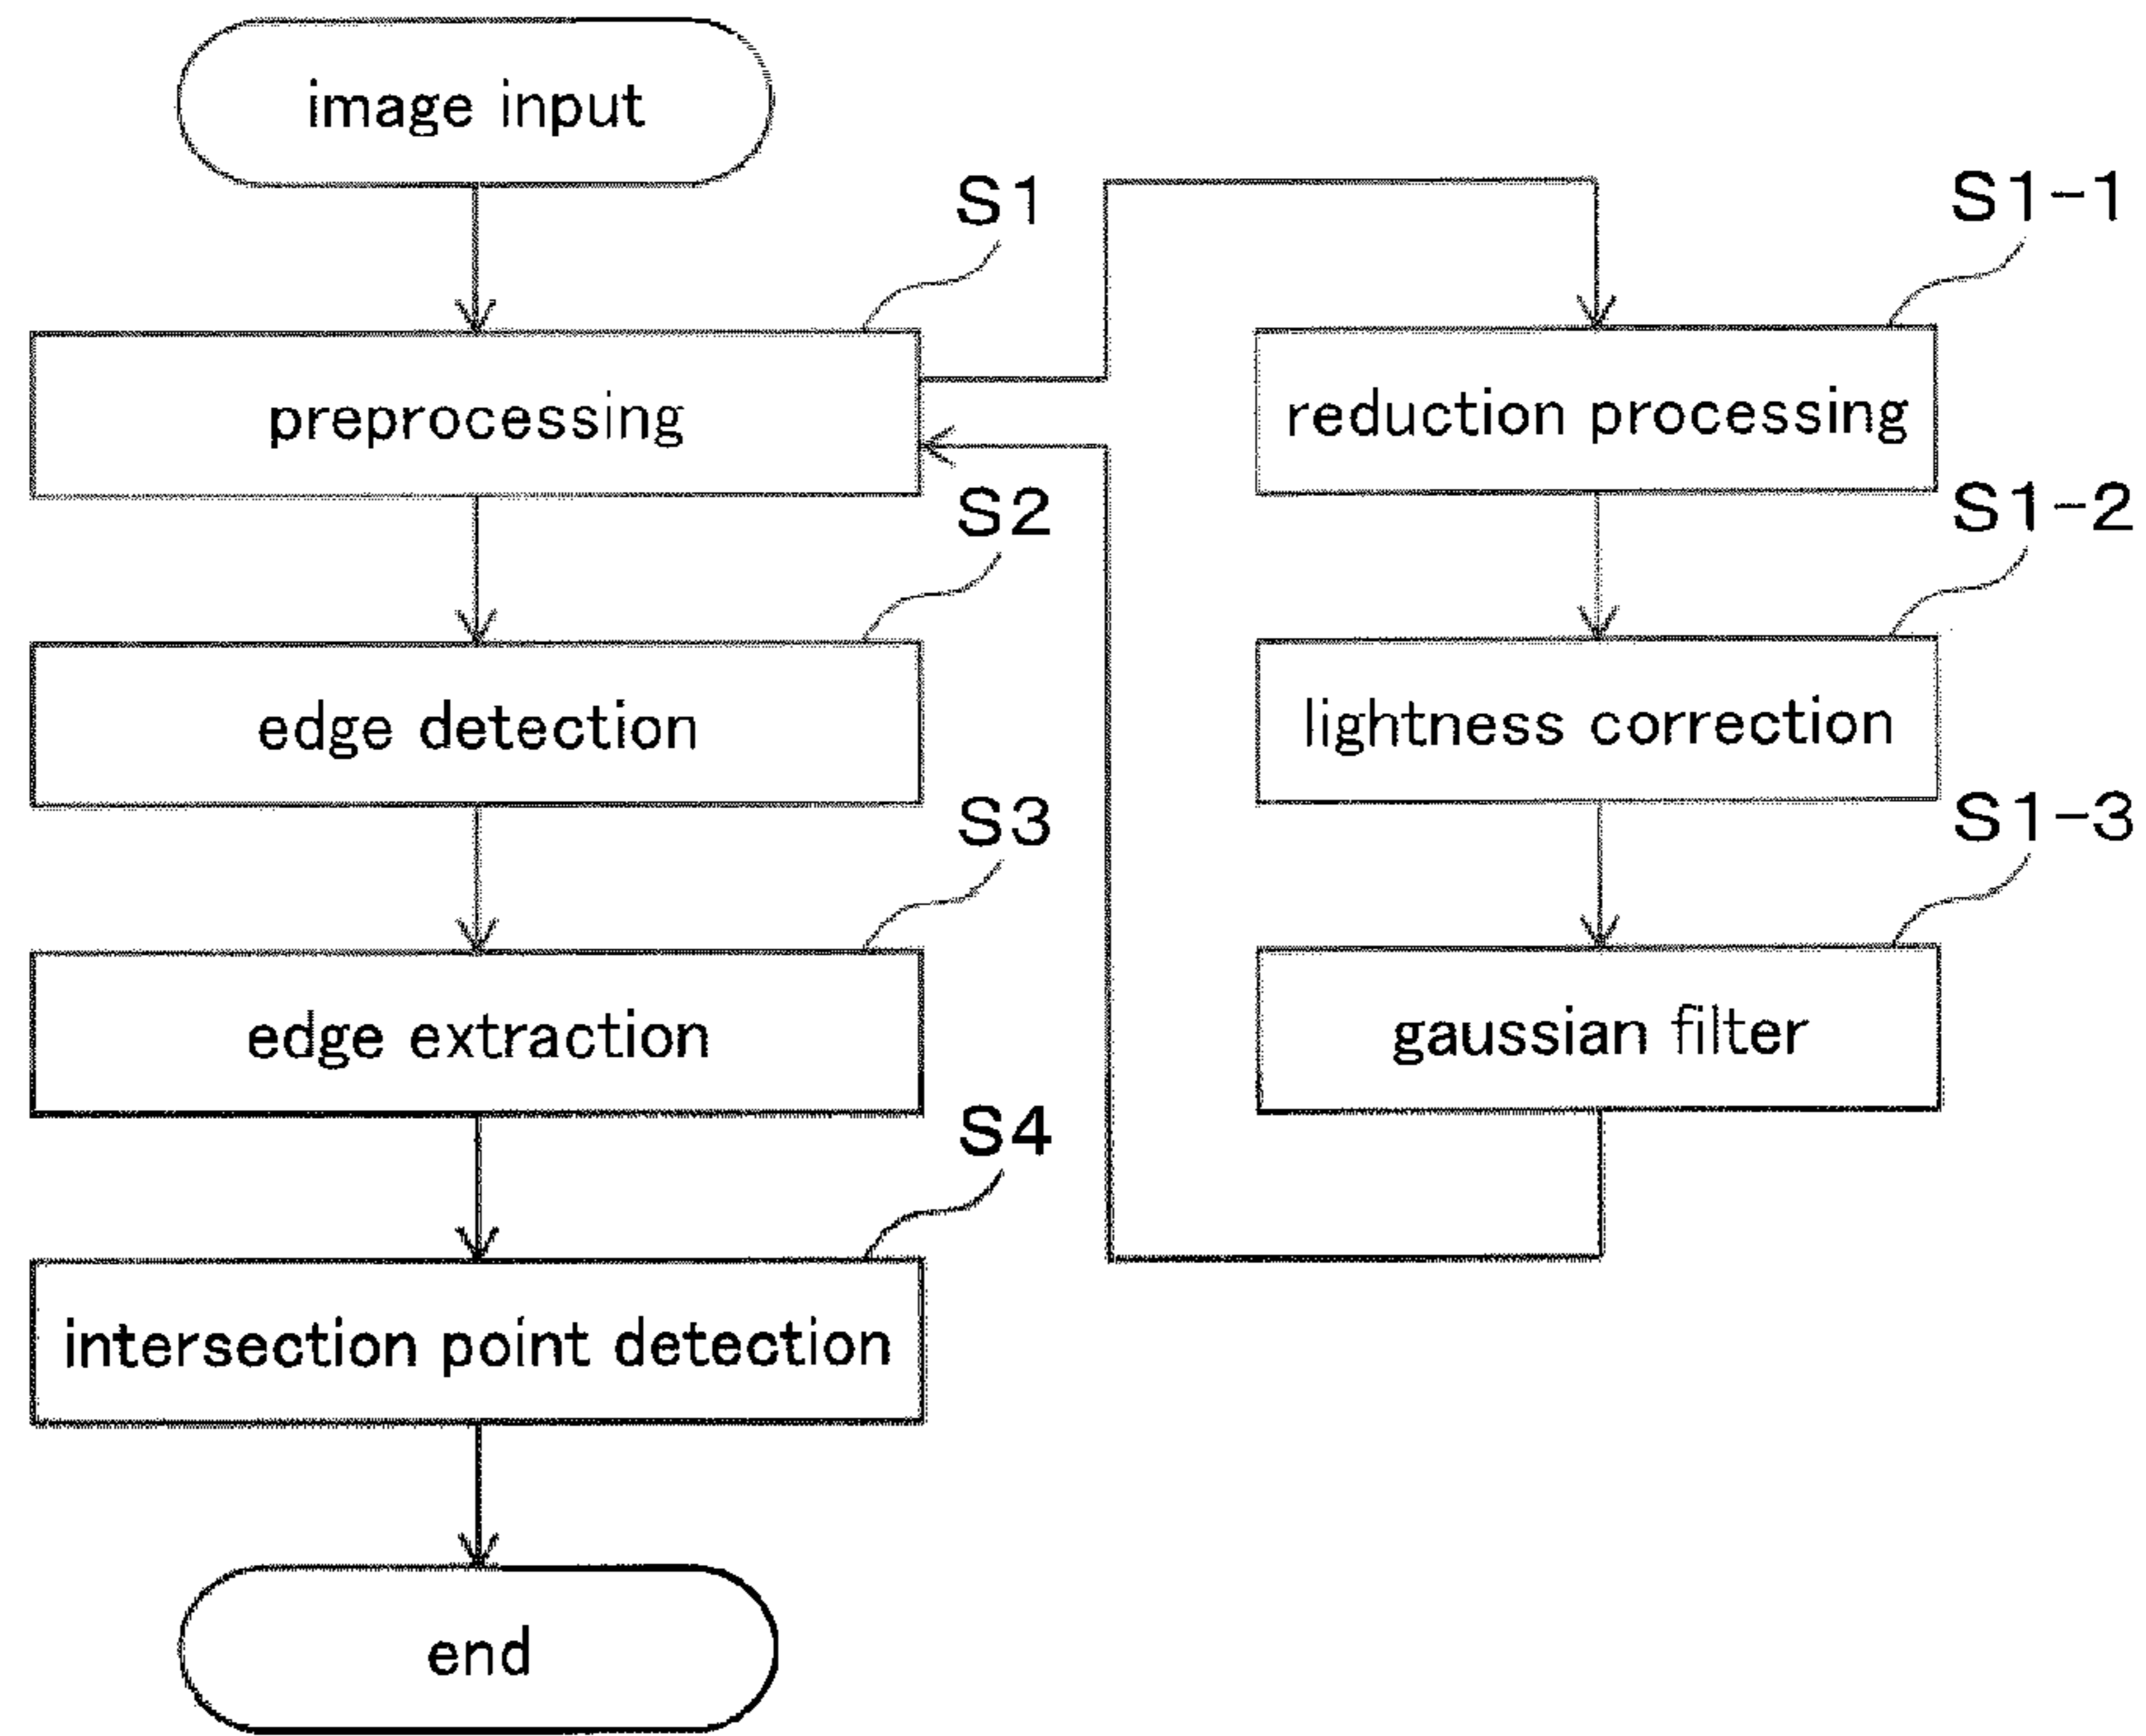 image input
S1
preprocessing
S2
edge detection
S3
edge extraction
S4
intersection point detection
end
S1-1
reduction processing
S1-2
lightness correction
S1-3
gaussian filter